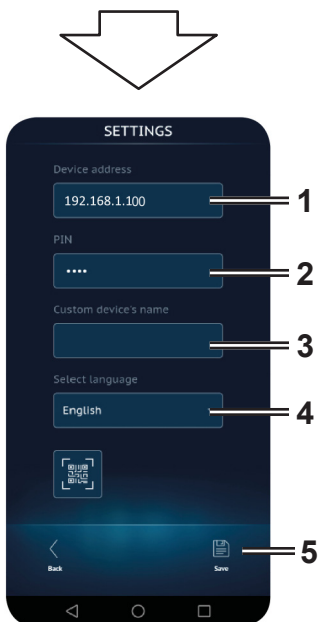 SETTINGS
Device address
192.168.1.100
1
PIN
••••
2
Custom device's name
3
Select language
English
4
5
Back
Save